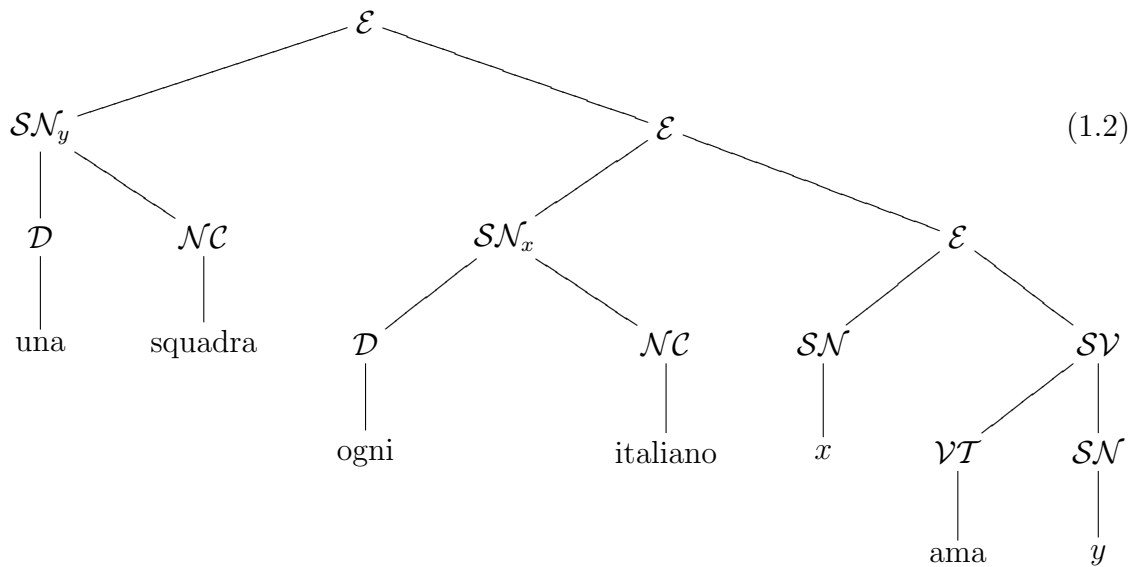 ℰ
𝒮𝒩_y ℰ (1.2)
𝒟 𝒩𝒞 𝒮𝒩_x ℰ
una squadra 𝒟 𝒩𝒞 𝒮𝒩 𝒮𝒱
ogni italiano x 𝒱𝒯 𝒮𝒩
ama y